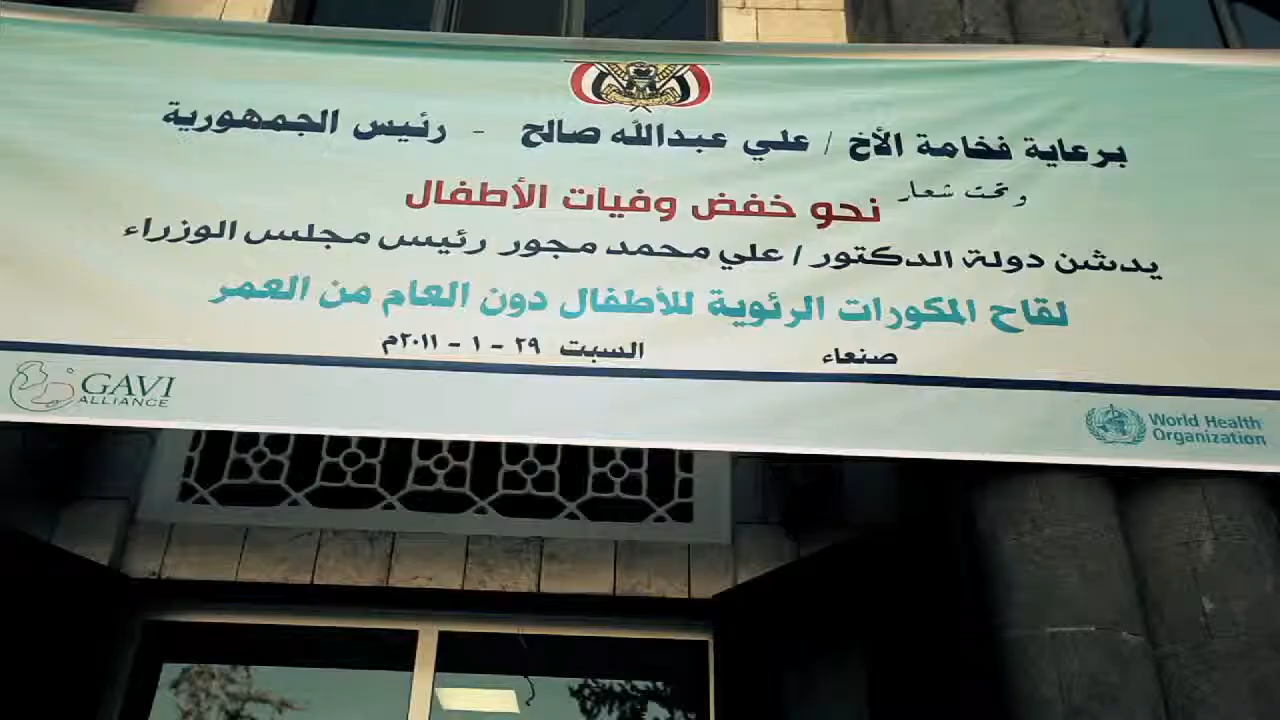 برعاية فخامة الأخ / علي عبدالله صالح - رئيس الجمهورية
وتحت شعار
نحو خفض وفيات الأطفال
يدشن دولة الدكتور / علي محمد مجور رئيس مجلس الوزراء
لقاح المكورات الرئوية للأطفال دون العام من العمر
صنعاء السبت ٢٩ - ١ - ٢٠١١م
GAVI
ALLIANCE
World Health
Organization